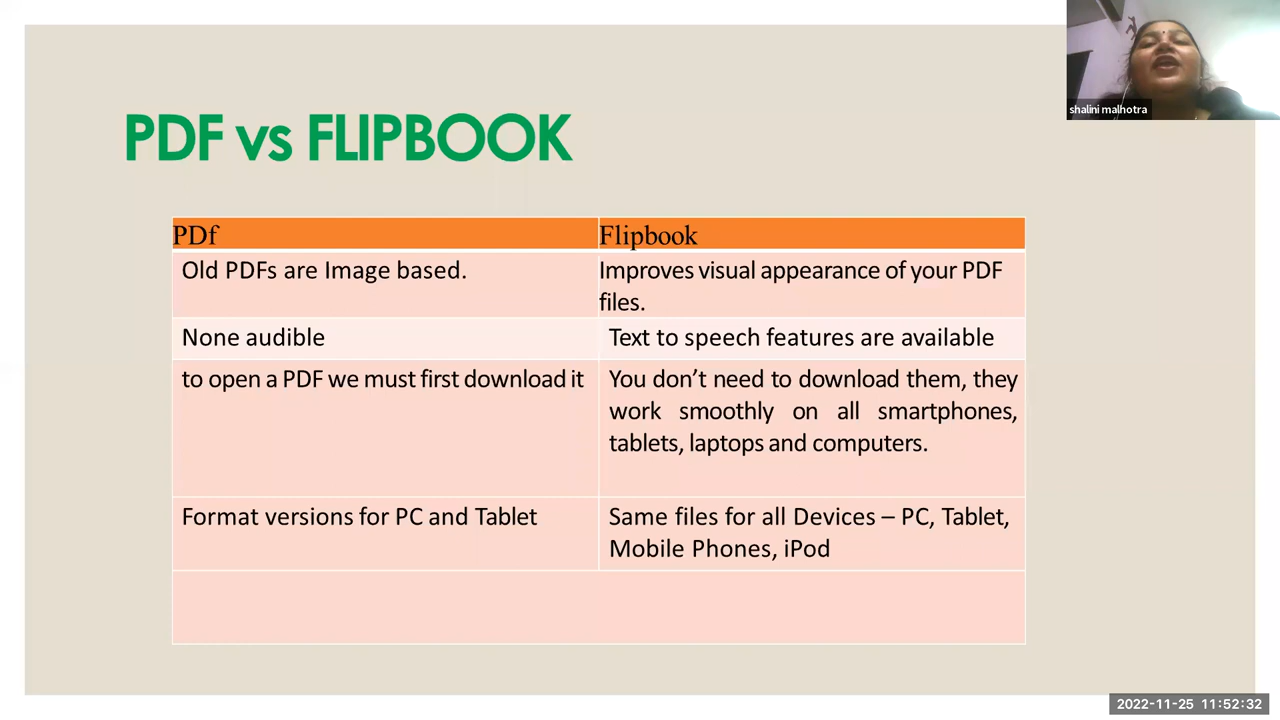 shalini malhotra
PDF vs FLIPBOOK
PDf
Flipbook
Old PDFs are Image based.
Improves visual appearance of your PDF
files.
None audible
Text to speech features are available
to open a PDF we must first download it
You don’t need to download them, they
work smoothly on all smartphones,
tablets, laptops and computers.
Format versions for PC and Tablet
Same files for all Devices – PC, Tablet,
Mobile Phones, iPod
2022-11-25 11:52:32